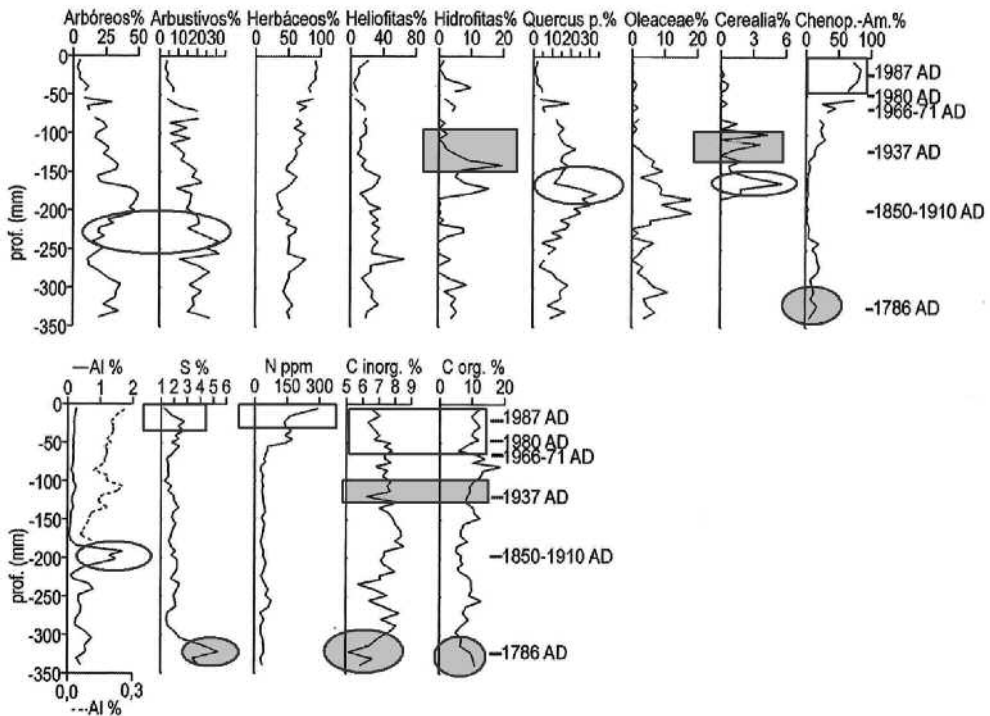 Arbóreos% Arbustivos% Herbáceos% Heliofitas% Hidrofitas% Quercus p.% Oleaceae% Cerealia% Chenop.-Am.%
0 25 50 0 102030 0 50 100 0 50 100 0 10 20 0 102030 0 10 20 0 3 6 0 50 100
0
-50
-100
-150
-200
-250
-300
-350
prof. (mm)
-1987 AD
-1980 AD
-1966-71 AD
-1937 AD
-1850-1910 AD
-1786 AD
—Al % S % N ppm C inorg. % C org. %
0 1 2 1 2 3 4 5 6 0 150 300 5 6 7 8 9 0 10 20
0
-50
-100
-150
-200
-250
-300
-350
prof. (mm)
-1987 AD
-1980 AD
-1966-71 AD
-1937 AD
-1850-1910 AD
-1786 AD
0,0 0,3
---Al %